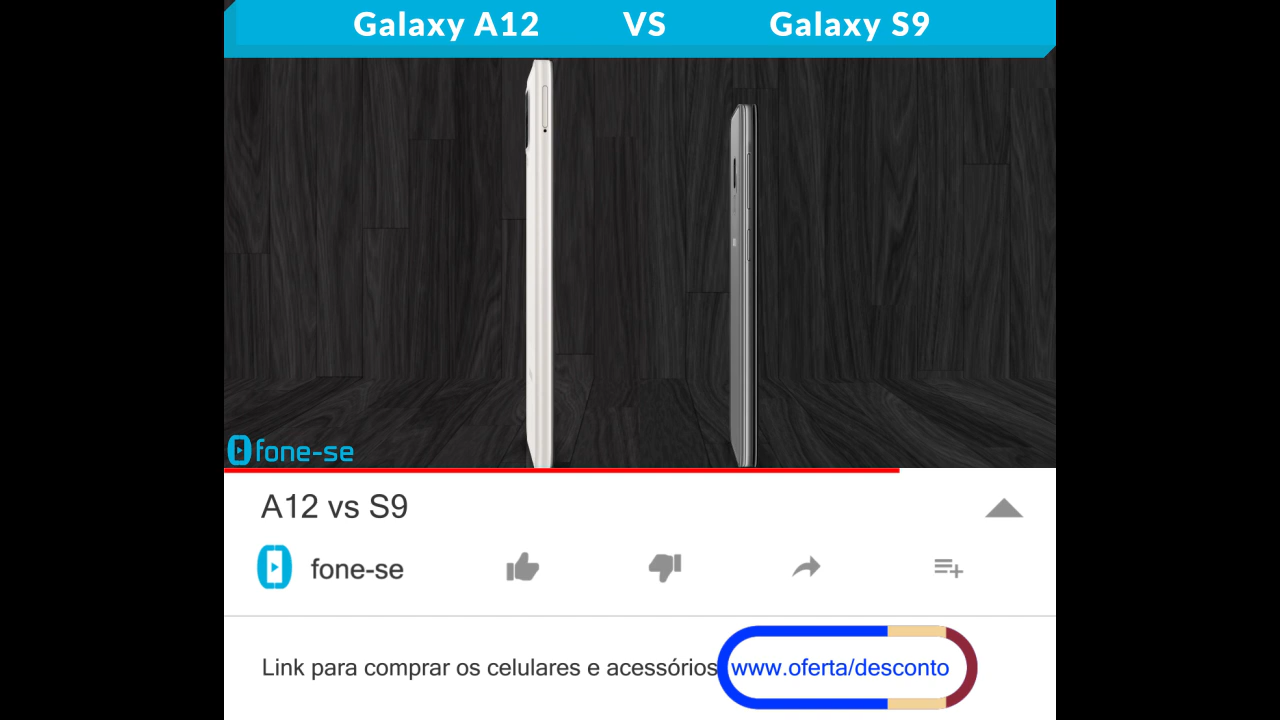 Galaxy A12 VS Galaxy S9
fone-se
A12 vs S9
fone-se
Link para comprar os celulares e acessórios www.oferta/desconto